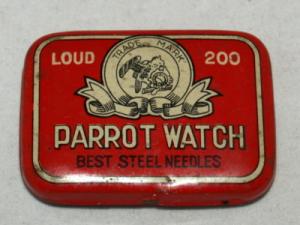 LOUD 200
TRADE MARK
PARROT WATCH
BEST STEEL NEEDLES